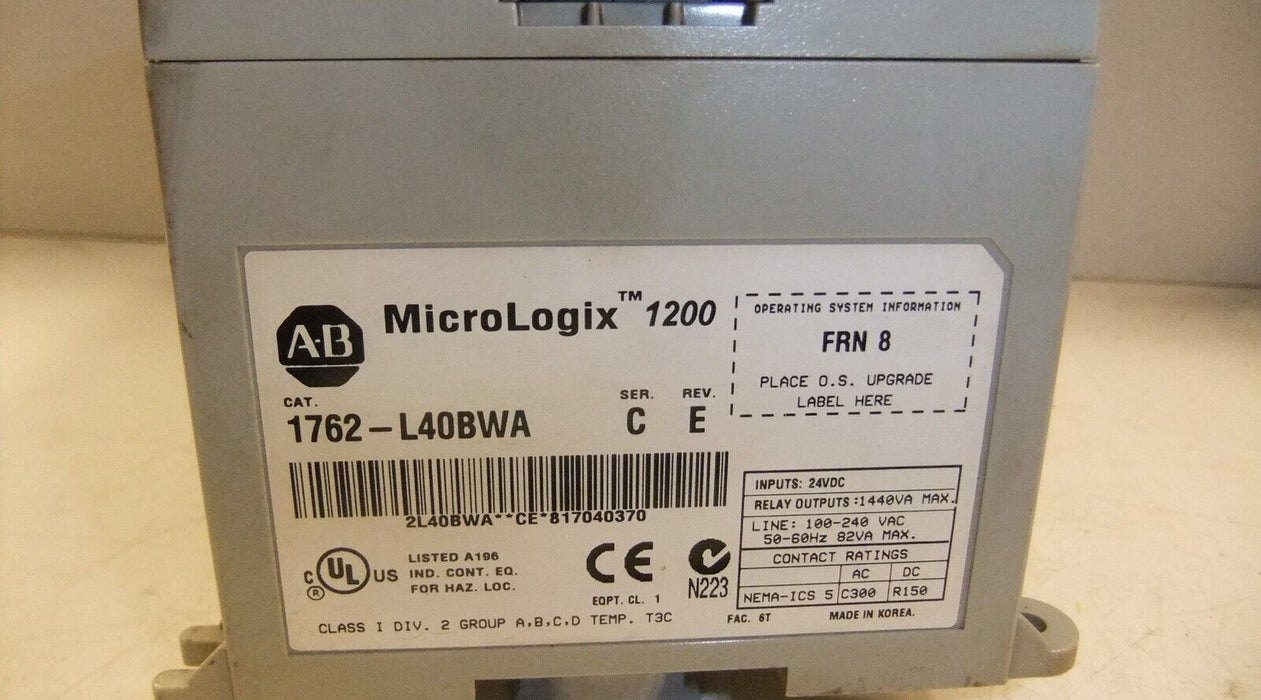 A·B
MicroLogix™ 1200
OPERATING SYSTEM INFORMATION
FRN 8
PLACE O.S. UPGRADE
LABEL HERE
CAT.
1762-L40BWA
SER.
C
REV.
E
2L40BWA**CE*817040370
INPUTS: 24VDC
RELAY OUTPUTS:1440VA MAX.
LINE: 100-240 VAC
50-60Hz 82VA MAX.
CONTACT RATINGS
AC DC
NEMA-ICS 5 C300 R150
C UL US ®
LISTED A196
IND. CONT. EQ.
FOR HAZ. LOC.
CE
EQPT. CL. 1
N223
CLASS I DIV. 2 GROUP A,B,C,D TEMP. T3C
FAC. 6T
MADE IN KOREA.